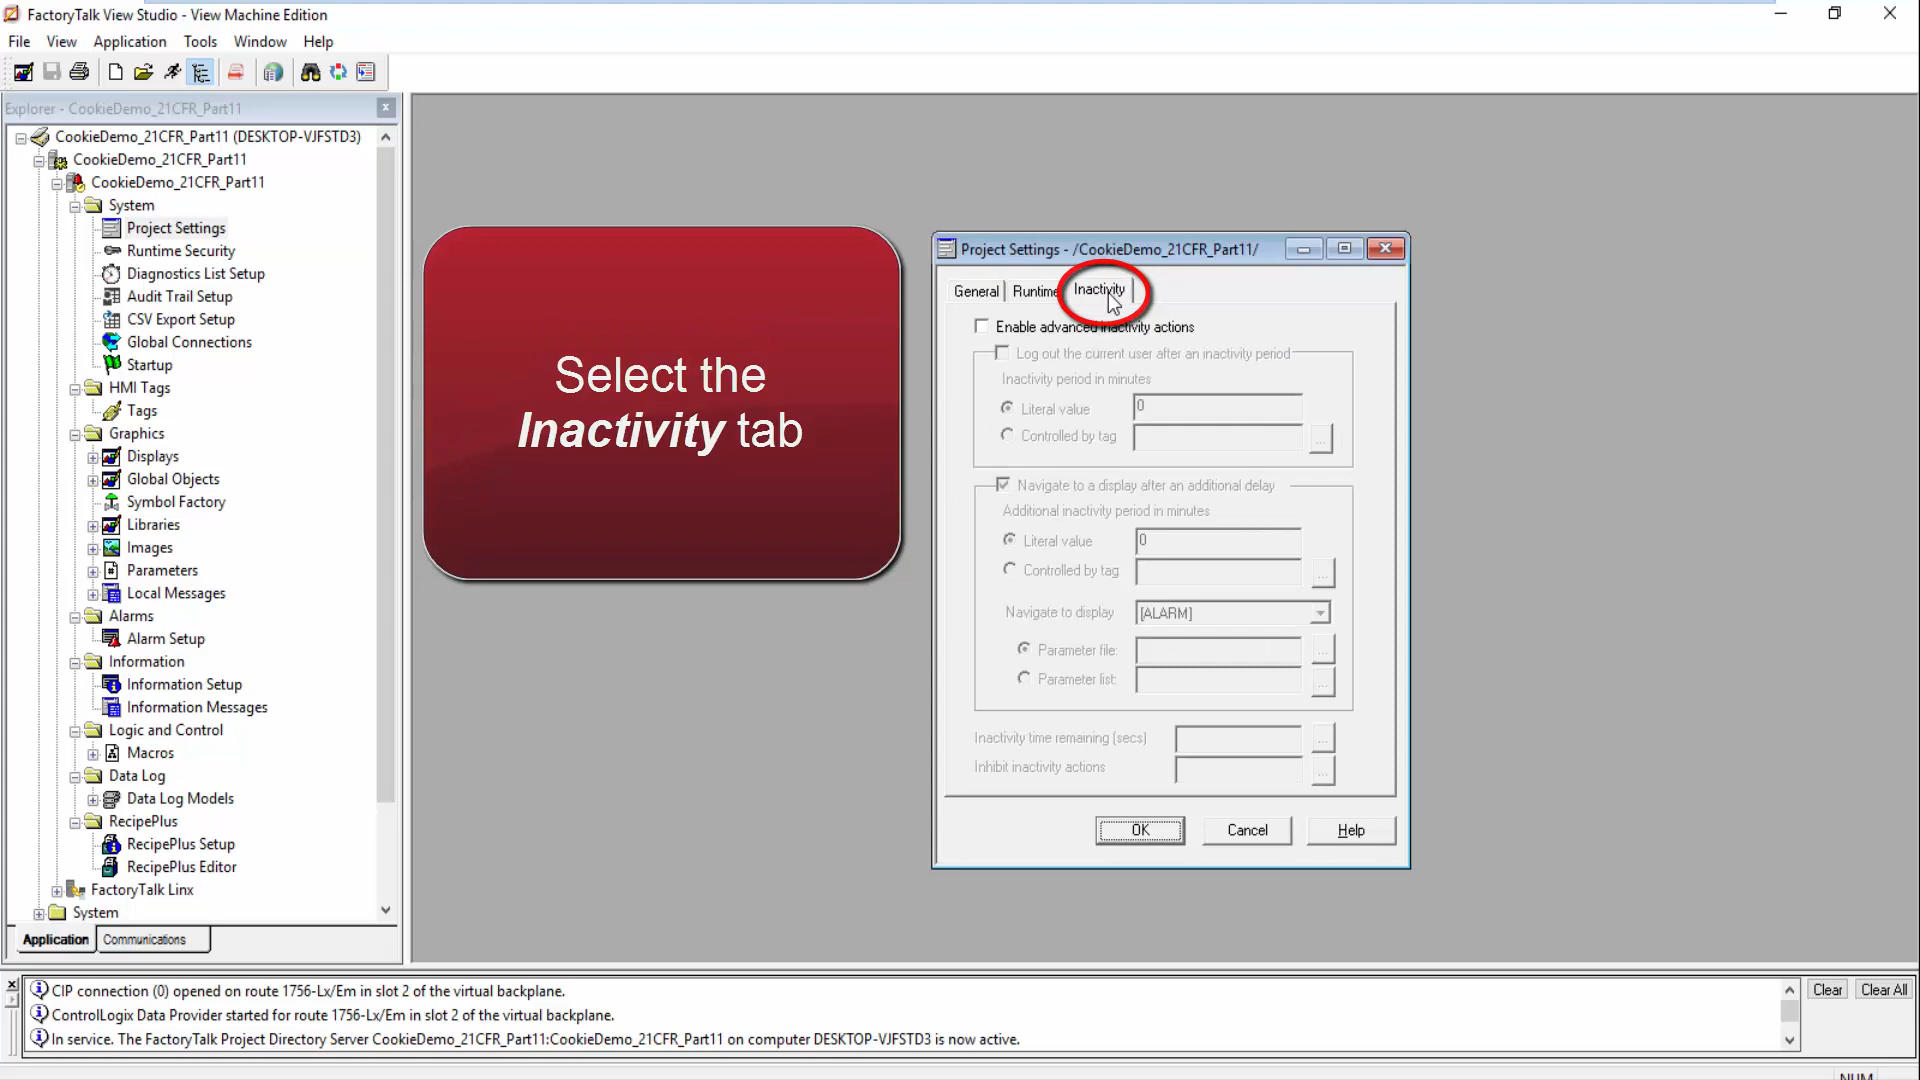 FactoryTalk View Studio - View Machine Edition
File View Application Tools Window Help
Explorer - CookieDemo_21CFR_Part11
CookieDemo_21CFR_Part11 (DESKTOP-VJFSTD3)
CookieDemo_21CFR_Part11
CookieDemo_21CFR_Part11
System
Project Settings
Runtime Security
Diagnostics List Setup
Audit Trail Setup
CSV Export Setup
Global Connections
Startup
HMI Tags
Tags
Graphics
Displays
Global Objects
Symbol Factory
Libraries
Images
Parameters
Local Messages
Alarms
Alarm Setup
Information
Information Setup
Information Messages
Logic and Control
Macros
Data Log
Data Log Models
RecipePlus
RecipePlus Setup
RecipePlus Editor
FactoryTalk Linx
System
Application Communications
Select the
Inactivity tab
Project Settings - /CookieDemo_21CFR_Part11/
General Runtime Inactivity
Enable advanced inactivity actions
Log out the current user after an inactivity period
Inactivity period in minutes
Literal value 0
Controlled by tag ...
Navigate to a display after an additional delay
Additional inactivity period in minutes
Literal value 0
Controlled by tag ...
Navigate to display [ALARM]
Parameter file: ...
Parameter list: ...
Inactivity time remaining (secs) ...
Inhibit inactivity actions ...
OK Cancel Help
CIP connection (0) opened on route 1756-Lx/Em in slot 2 of the virtual backplane.
ControlLogix Data Provider started for route 1756-Lx/Em in slot 2 of the virtual backplane.
In service. The FactoryTalk Project Directory Server CookieDemo_21CFR_Part11:CookieDemo_21CFR_Part11 on computer DESKTOP-VJFSTD3 is now active.
Clear Clear All
NUM